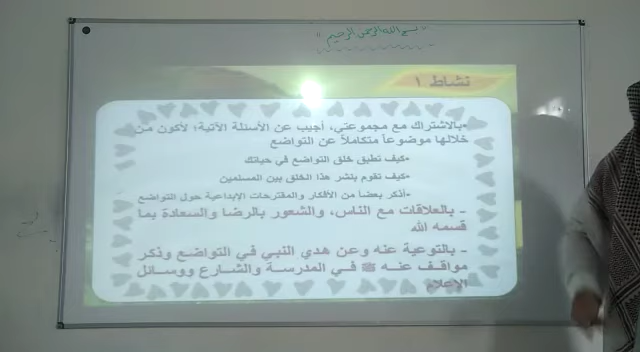 "بسم الله الرحمن الرحيم"
نشاط ١
•بالاشتراك مع مجموعتي، أجيب عن الأسئلة الآتية؛ لأكون من
خلالها موضوعاً متكاملاً عن التواضع
•كيف تطبق خلق التواضع في حياتك
•كيف تقوم بنشر هذا الخلق بين المسلمين
•أذكر بعضاً من الأفكار والمقترحات الإبداعية حول التواضع
- بالعلاقات مع الناس، والشعور بالرضا والسعادة بما
قسمه الله
- بالتوعية عنه وعن هدي النبي في التواضع وذكر
مواقف عنه ﷺ في المدرسة والشارع ووسائل
الإعلام